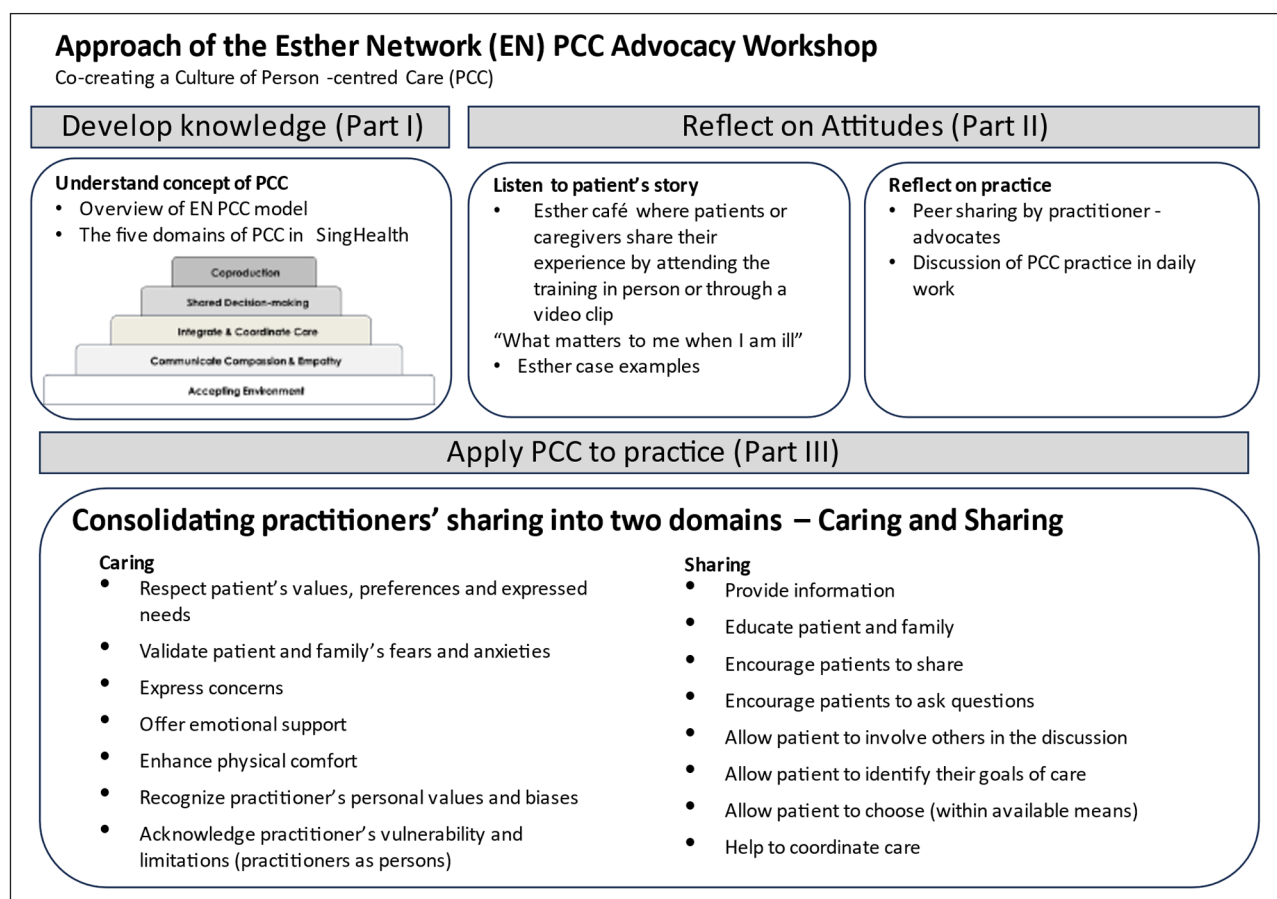 Approach of the Esther Network (EN) PCC Advocacy Workshop
Co-creating a Culture of Person -centred Care (PCC)
Develop knowledge (Part I)
Understand concept of PCC
• Overview of EN PCC model
• The five domains of PCC in SingHealth
Coproduction
Shared Decision-making
Integrate & Coordinate Care
Communicate Compassion & Empathy
Accepting Environment
Reflect on Attitudes (Part II)
Listen to patient's story
• Esther café where patients or
caregivers share their
experience by attending the
training in person or through a
video clip
“What matters to me when I am ill”
• Esther case examples
Reflect on practice
• Peer sharing by practitioner -
advocates
• Discussion of PCC practice in daily
work
Apply PCC to practice (Part III)
Consolidating practitioners’ sharing into two domains – Caring and Sharing
Caring
• Respect patient’s values, preferences and expressed
needs
• Validate patient and family’s fears and anxieties
• Express concerns
• Offer emotional support
• Enhance physical comfort
• Recognize practitioner’s personal values and biases
• Acknowledge practitioner’s vulnerability and
limitations (practitioners as persons)
Sharing
• Provide information
• Educate patient and family
• Encourage patients to share
• Encourage patients to ask questions
• Allow patient to involve others in the discussion
• Allow patient to identify their goals of care
• Allow patient to choose (within available means)
• Help to coordinate care